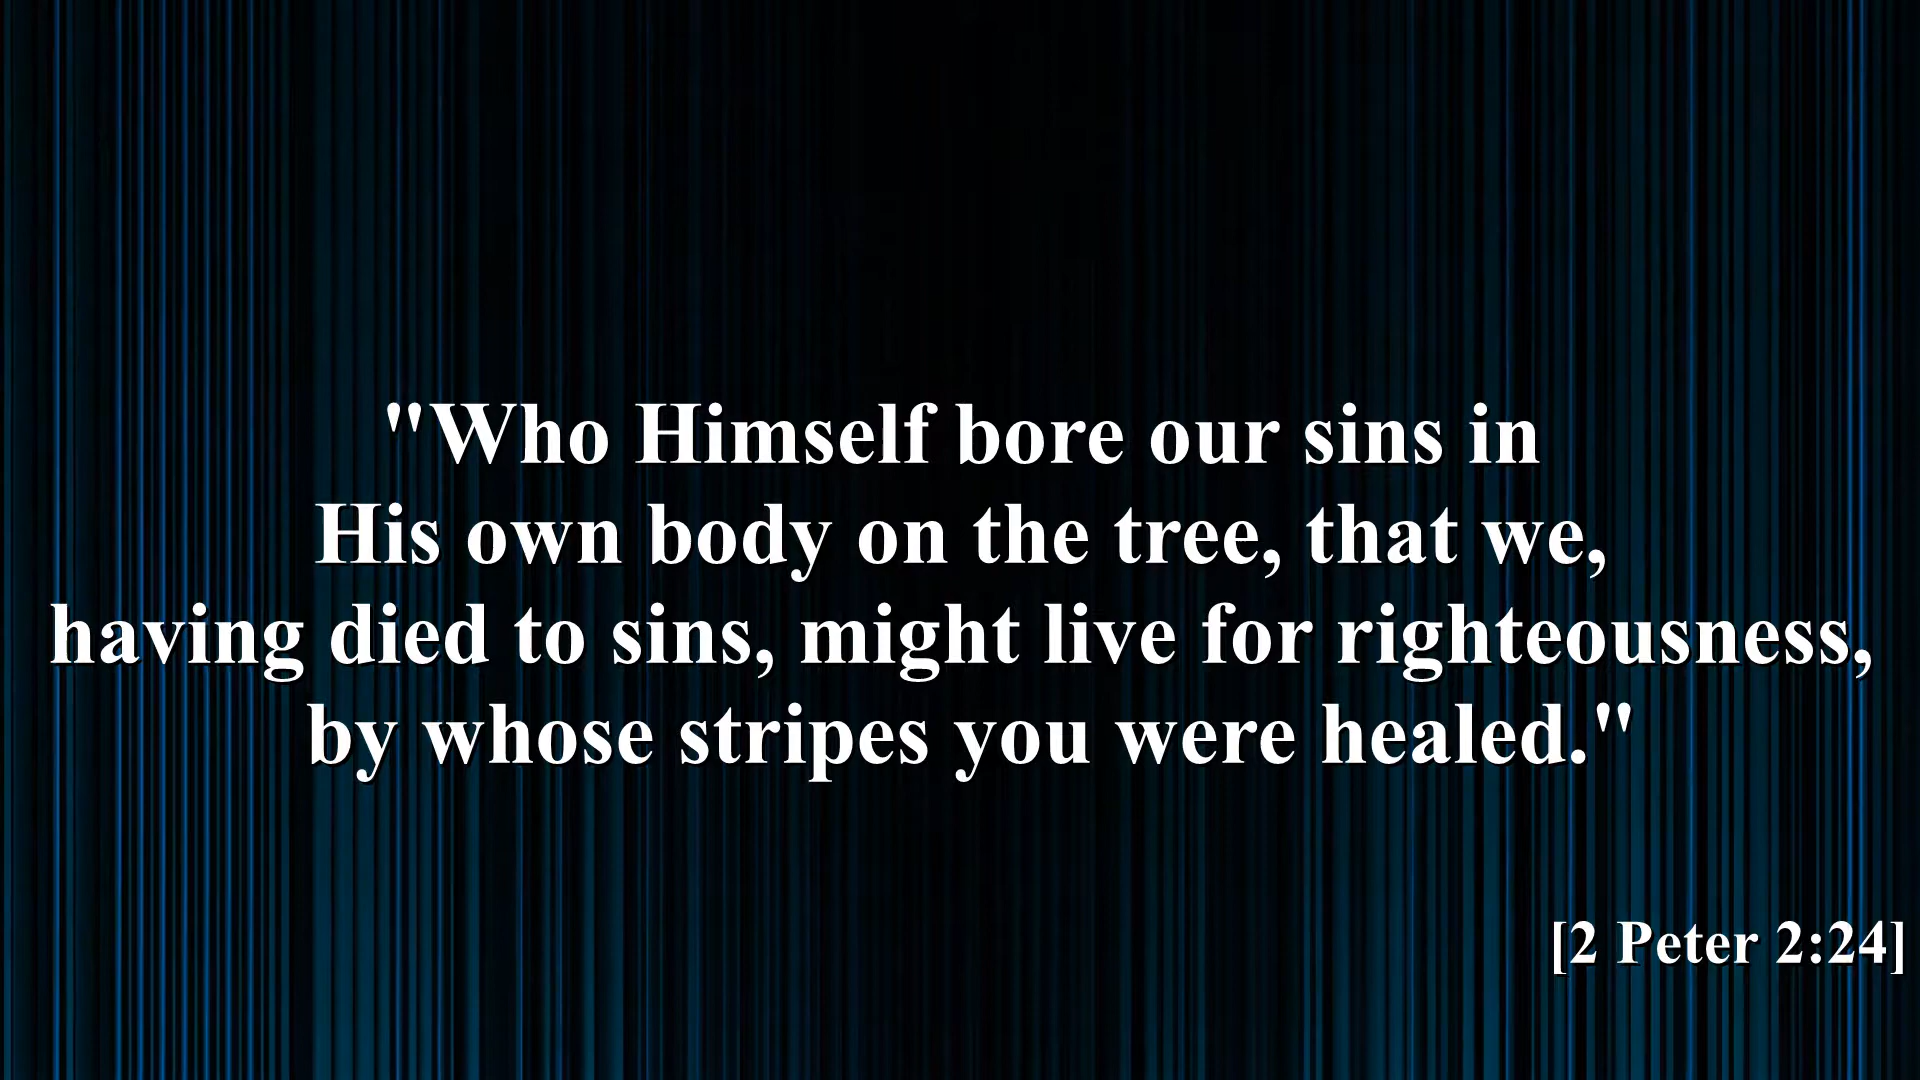 "Who Himself bore our sins in
His own body on the tree, that we,
having died to sins, might live for righteousness,
by whose stripes you were healed."
[2 Peter 2:24]